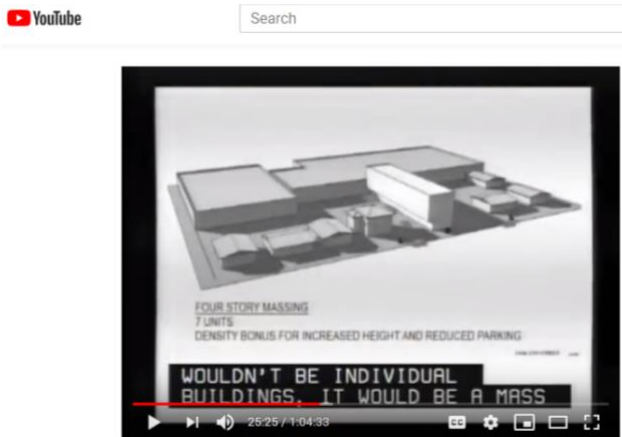 YouTube
Search
FOUR STORY MASSING
7 UNITS
DENSITY BONUS FOR INCREASED HEIGHT AND REDUCED PARKING
WOULDN'T BE INDIVIDUAL
BUILDINGS, IT WOULD BE A MASS
25:25 / 1:04:33
CC